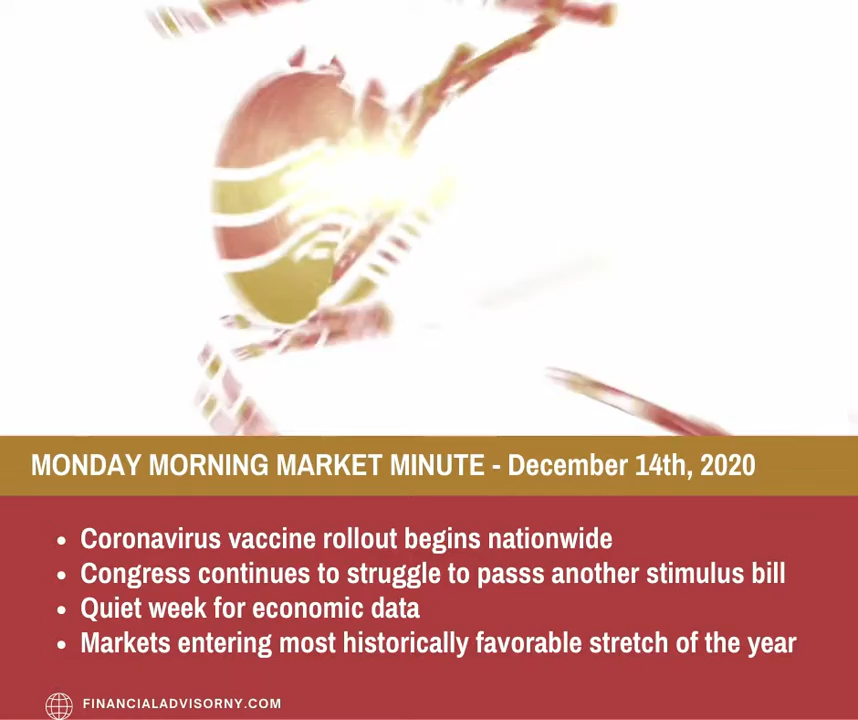 MONDAY MORNING MARKET MINUTE - December 14th, 2020
• Coronavirus vaccine rollout begins nationwide
• Congress continues to struggle to passs another stimulus bill
• Quiet week for economic data
• Markets entering most historically favorable stretch of the year
FINANCIALADVISORNY.COM